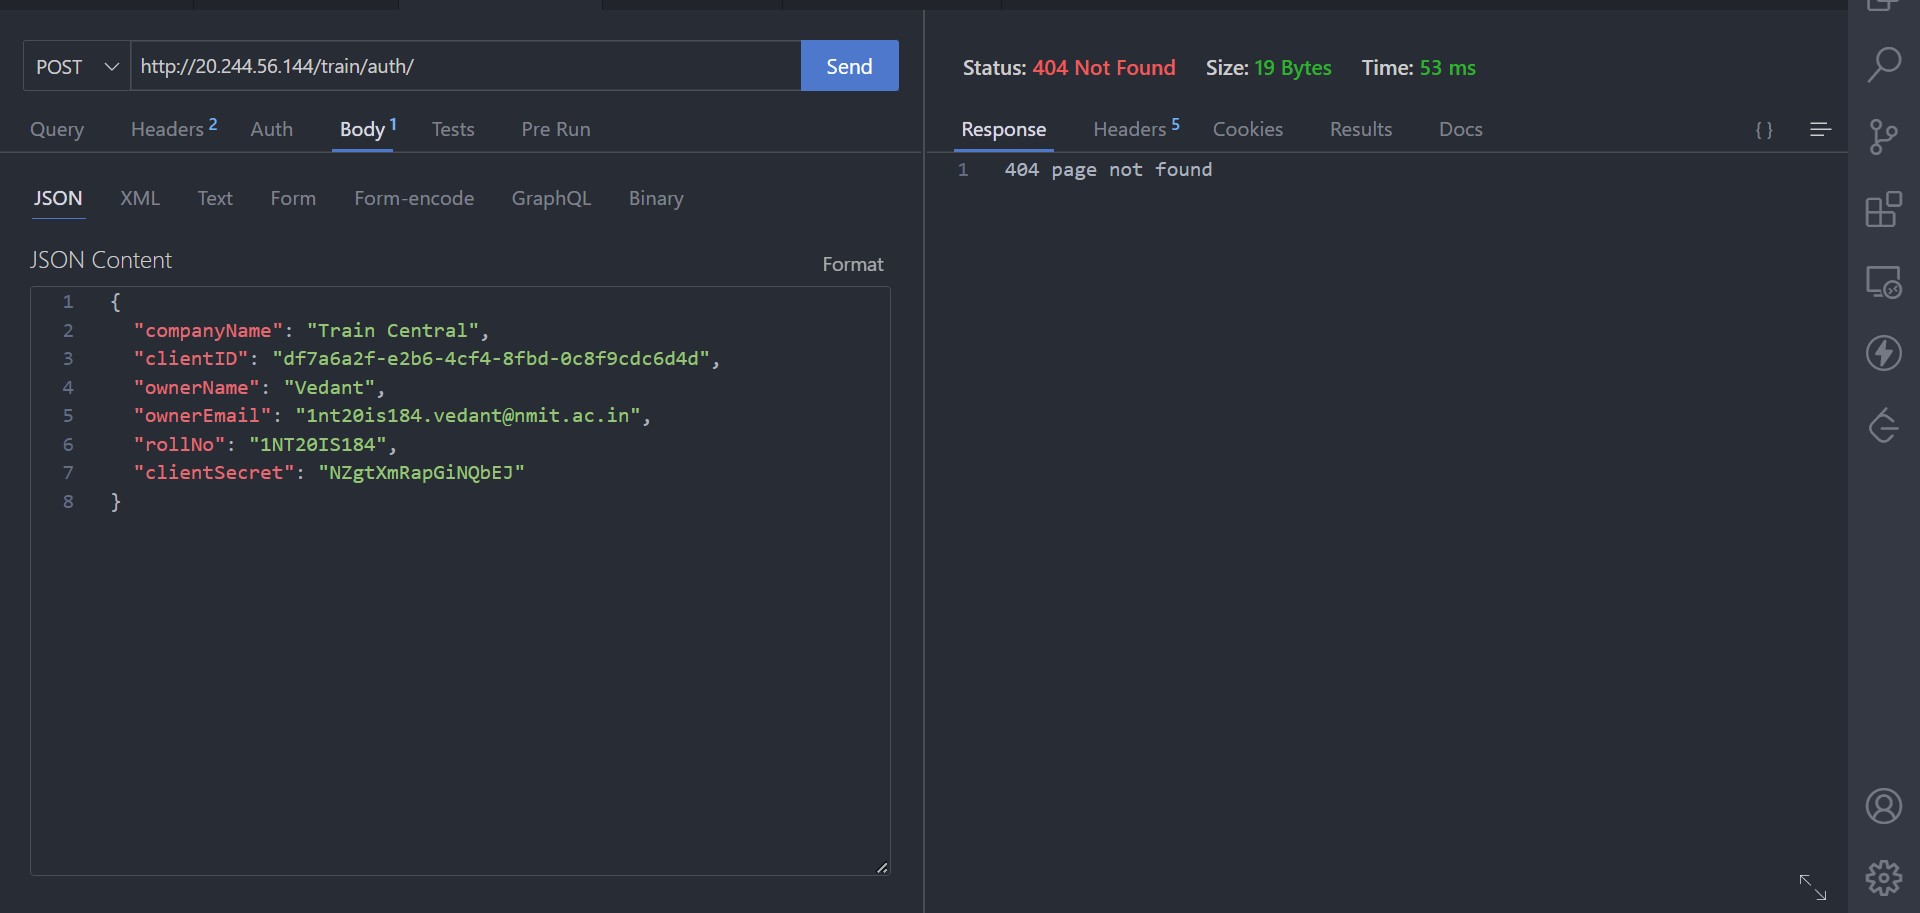 POST
http://20.244.56.144/train/auth/
Send
Query
Headers 2
Auth
Body 1
Tests
Pre Run
JSON
XML
Text
Form
Form-encode
GraphQL
Binary
JSON Content
Format
1 {
2 "companyName": "Train Central",
3 "clientID": "df7a6a2f-e2b6-4cf4-8fbd-0c8f9cdc6d4d",
4 "ownerName": "Vedant",
5 "ownerEmail": "1nt20is184.vedant@nmit.ac.in",
6 "rollNo": "1NT20IS184",
7 "clientSecret": "NZgtXmRapGiNQbEJ"
8 }
Status: 404 Not Found
Size: 19 Bytes
Time: 53 ms
Response
Headers 5
Cookies
Results
Docs
{ }
1 404 page not found